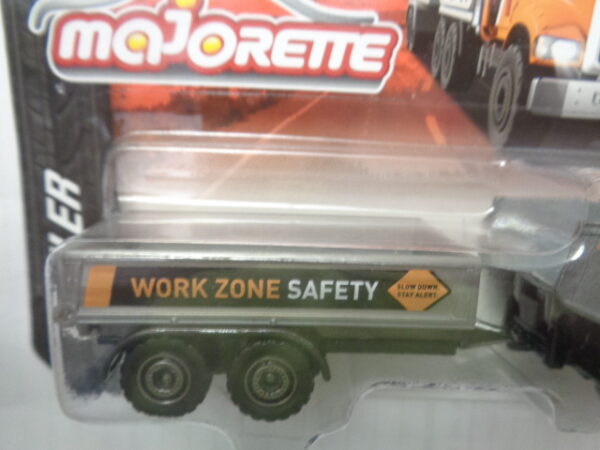 majorette
WORK ZONE SAFETY
SLOW DOWN
STAY ALERT